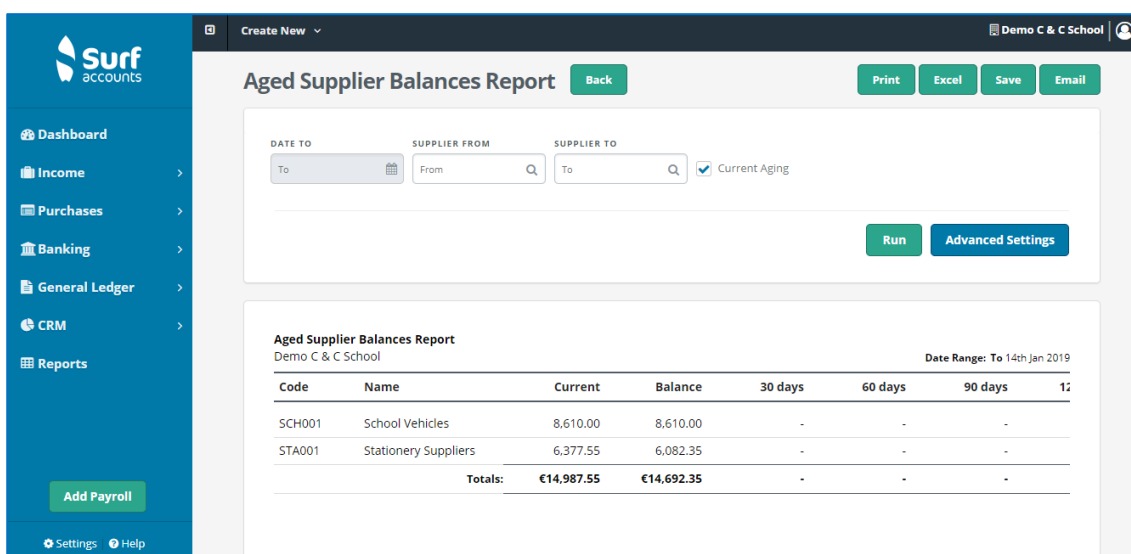 Surf
accounts
Create New
Demo C & C School
Aged Supplier Balances Report Back Print Excel Save Email
Dashboard
Income
Purchases
Banking
General Ledger
CRM
Reports
Add Payroll
Settings Help
DATE TO SUPPLIER FROM SUPPLIER TO
To From To Current Aging
Run Advanced Settings
Aged Supplier Balances Report
Demo C & C School Date Range: To 14th Jan 2019
Code Name Current Balance 30 days 60 days 90 days 12
SCH001 School Vehicles 8,610.00 8,610.00 - - -
STA001 Stationery Suppliers 6,377.55 6,082.35 - - -
Totals: €14,987.55 €14,692.35 - - -